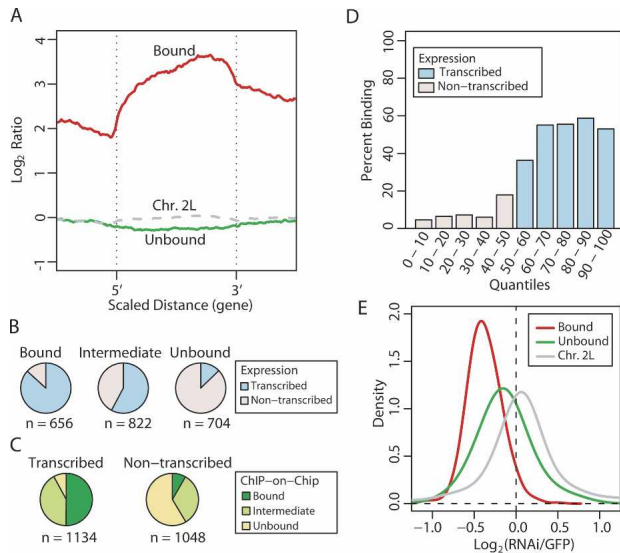 A
Log2 Ratio
4
3
2
1
0
-1
Bound
Chr. 2L
Unbound
5′
3′
Scaled Distance (gene)
B
Bound
Intermediate
Unbound
n = 656
n = 822
n = 704
Expression
Transcribed
Non−transcribed
C
Transcribed
Non−transcribed
n = 1134
n = 1048
ChIP−on−Chip
Bound
Intermediate
Unbound
D
Percent Binding
100
80
60
40
20
0
Expression
Transcribed
Non−transcribed
0−10
10−20
20−30
30−40
40−50
50−60
60−70
70−80
80−90
90−100
Quantiles
E
Density
2.0
1.5
1.0
0.5
0.0
Bound
Unbound
Chr. 2L
−1.0
−0.5
0.0
0.5
1.0
Log2(RNAi/GFP)